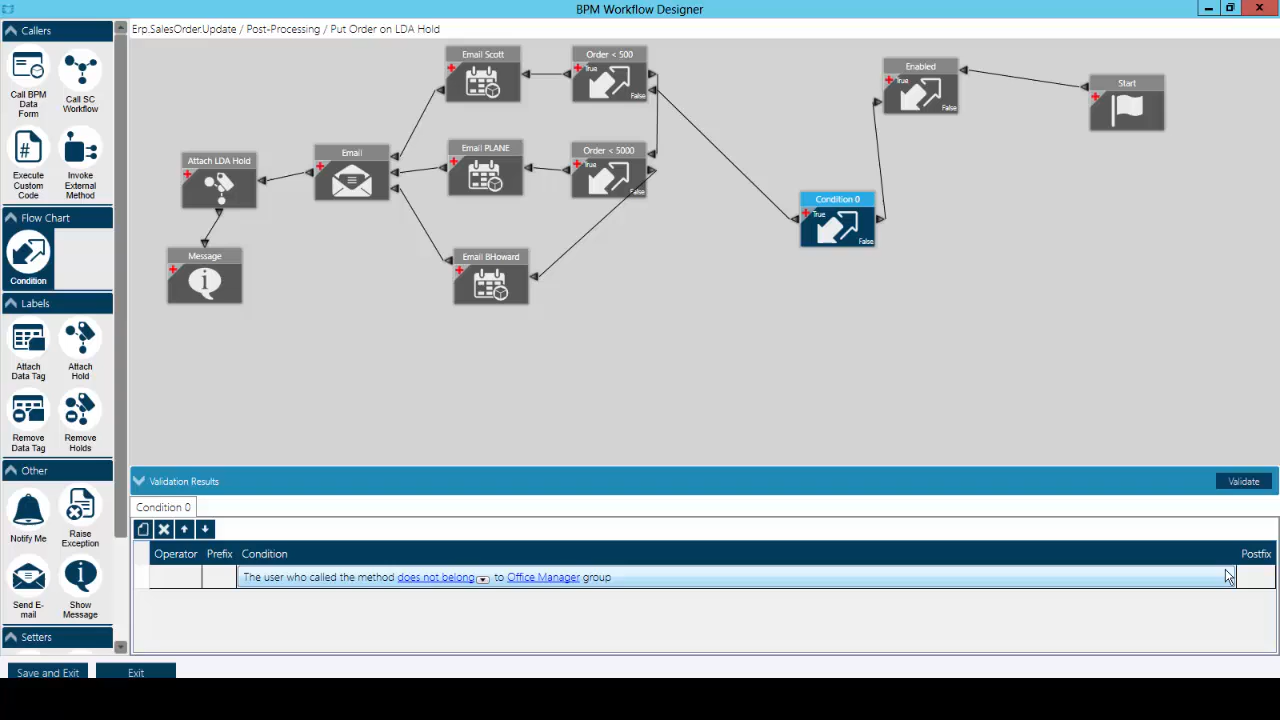 BPM Workflow Designer
Erp.SalesOrder.Update / Post-Processing / Put Order on LDA Hold
Callers
Call BPM Data Form
Call SC Workflow
Execute Custom Code
Invoke External Method
Flow Chart
Condition
Labels
Attach Data Tag
Attach Hold
Remove Data Tag
Remove Holds
Other
Notify Me
Raise Exception
Send E-mail
Show Message
Setters
Save and Exit
Exit
Email Scott
Order < 500
True
False
Enabled
True
False
Start
Attach LDA Hold
Email
Email PLANE
Order < 5000
True
False
Condition 0
True
False
Message
Email BHoward
Validation Results
Validate
Condition 0
Operator Prefix Condition Postfix
The user who called the method does not belong to Office Manager group